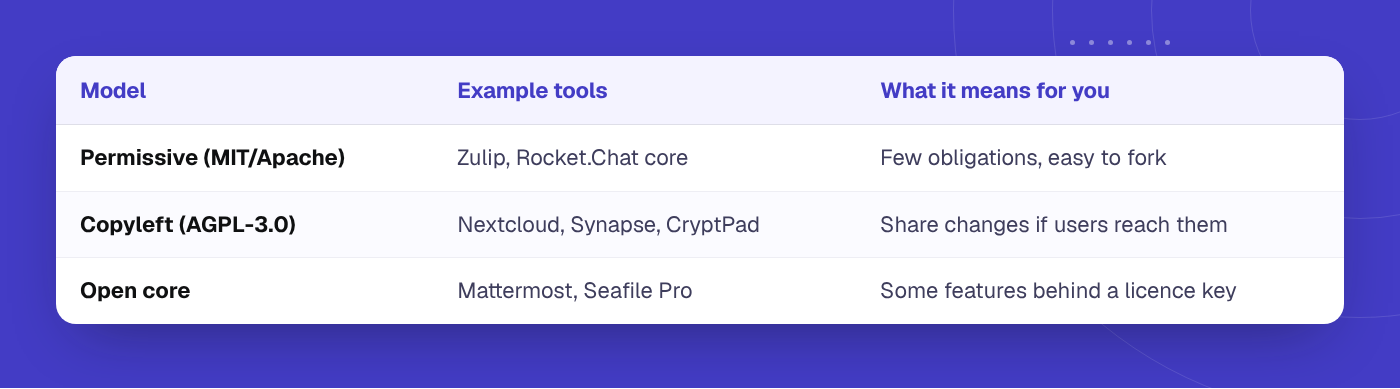 Model Example tools What it means for you
Permissive (MIT/Apache) Zulip, Rocket.Chat core Few obligations, easy to fork
Copyleft (AGPL-3.0) Nextcloud, Synapse, CryptPad Share changes if users reach them
Open core Mattermost, Seafile Pro Some features behind a licence key